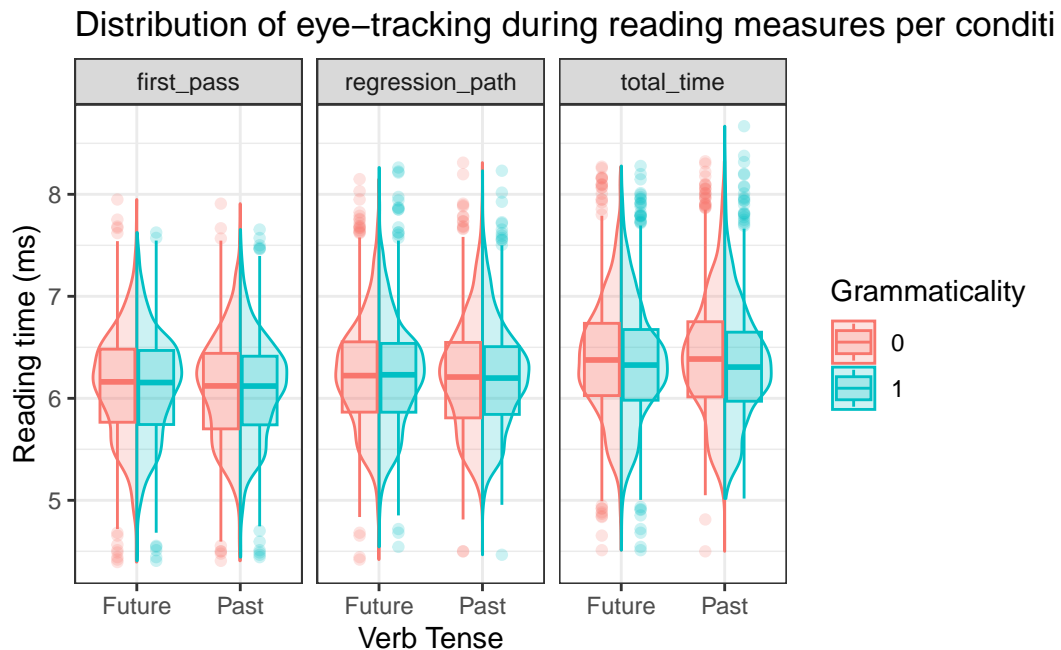 Distribution of eye−tracking during reading measures per conditi
first_pass
regression_path
total_time
8
7
6
5
Reading time (ms)
Future
Past
Future
Past
Future
Past
Verb Tense
Grammaticality
0
1